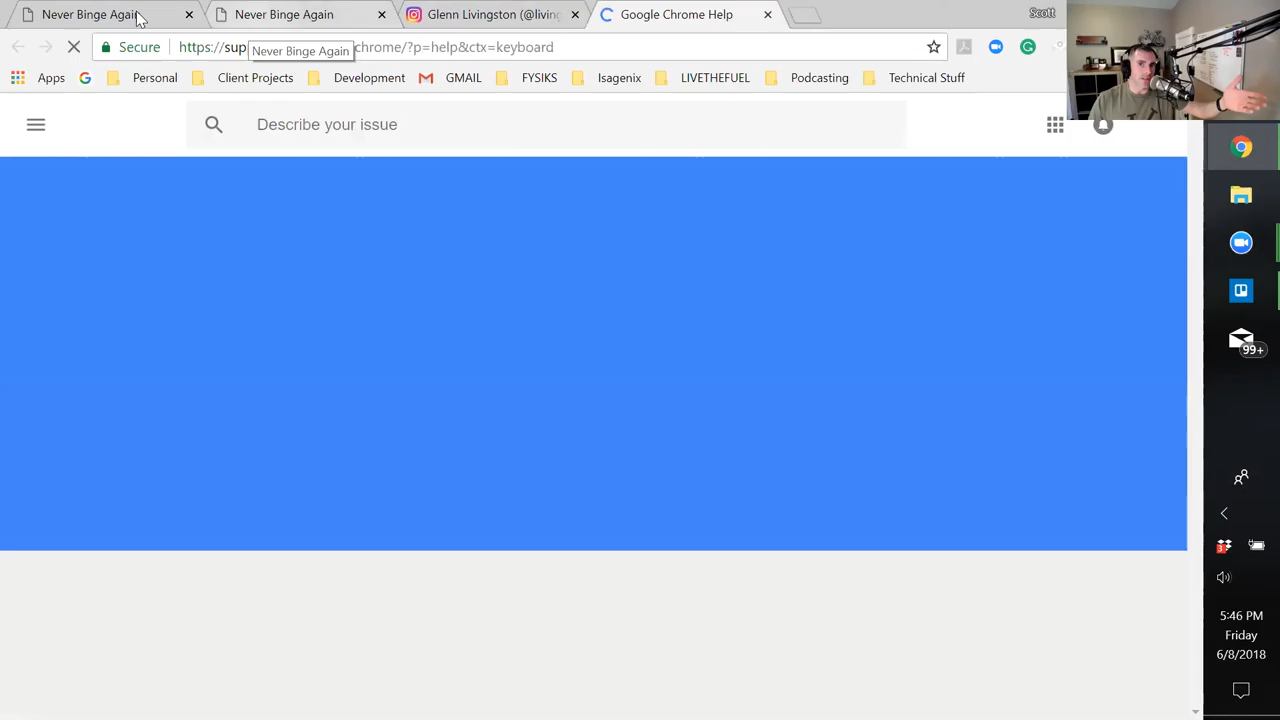 Never Binge Again
Never Binge Again
Glenn Livingston (@living
Google Chrome Help
Scott
Secure
https://sup
chrome/?p=help&ctx=keyboard
Never Binge Again
Apps
Personal
Client Projects
Development
GMAIL
FYSIKS
Isagenix
LIVETHEFUEL
Podcasting
Technical Stuff
Describe your issue
99+
3
5:46 PM
Friday
6/8/2018